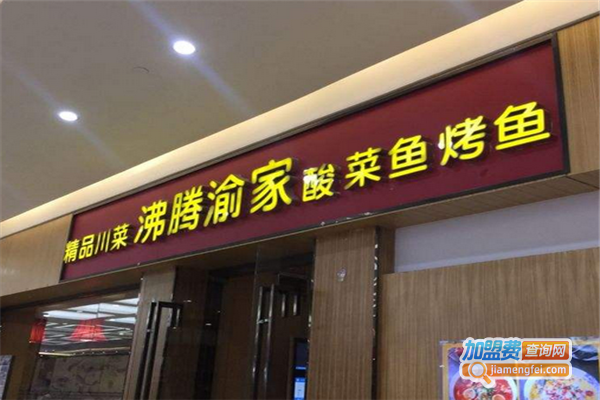 精品川菜 沸腾渝家 酸菜鱼烤鱼
加盟费查询网
jiamengfei.com